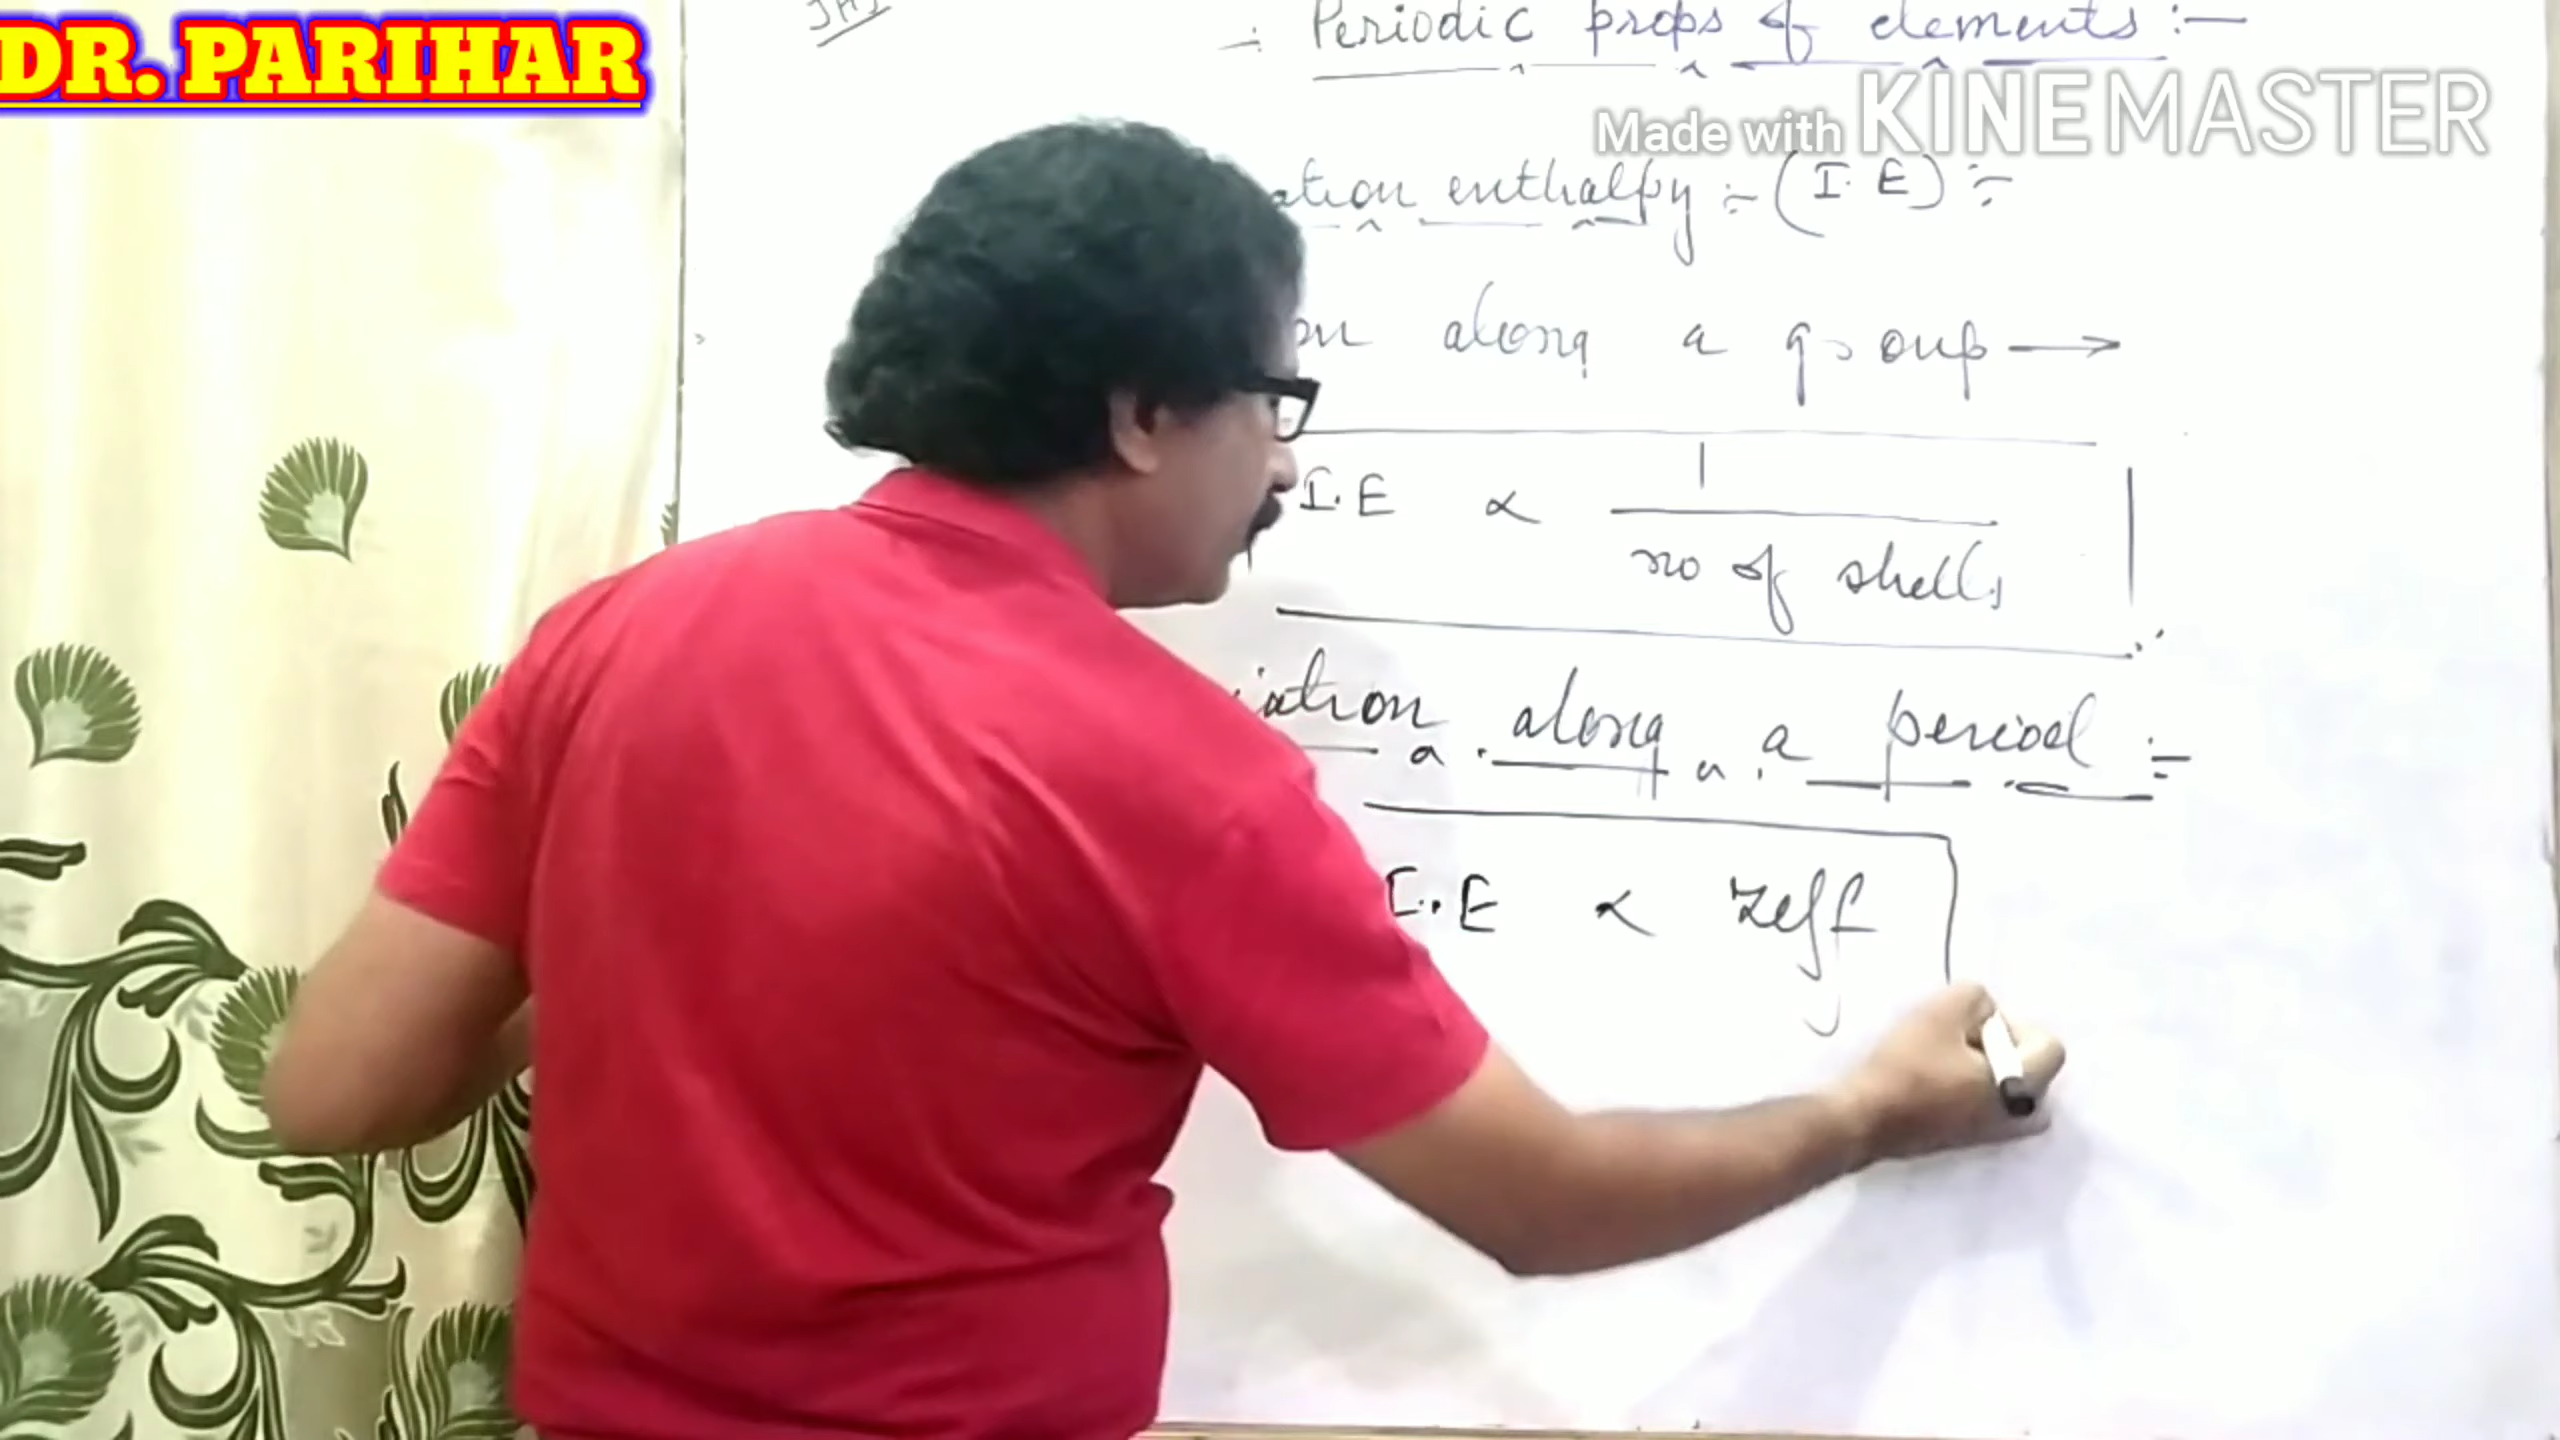 DR. PARIHAR
Periodic props of elements :-
Made with KINEMASTER
ation enthalpy :- (I.E) :-
on along a group →
I.E ∝ 1 / no of shells
iation along a period :-
I.E ∝ Zeff